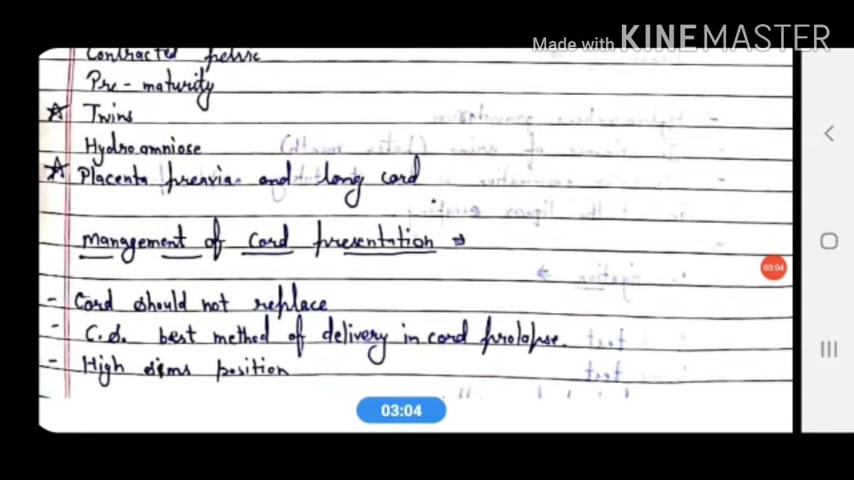 Made with KINEMASTER
Contracted pelvic
Pre-maturity
☆ Twins
Hydroamniose
☆ Placenta previa and long cord
Management of Cord presentation →
- Cord should not replace
- C.S. best method of delivery in cord prolapse.
- High sims position
03:04
03:04